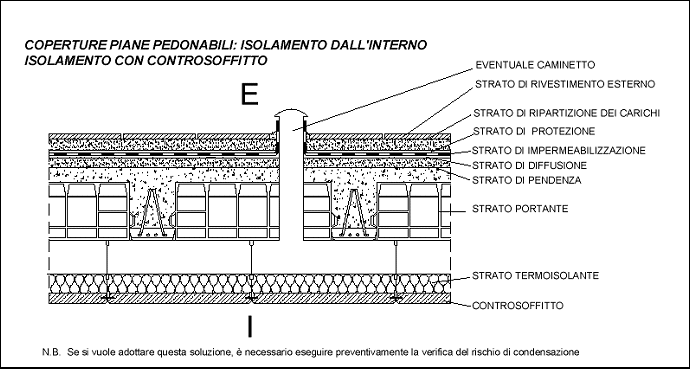 COPERTURE PIANE PEDONABILI: ISOLAMENTO DALL'INTERNO
ISOLAMENTO CON CONTROSOFFITTO
E
EVENTUALE CAMINETTO
STRATO DI RIVESTIMENTO ESTERNO
STRATO DI RIPARTIZIONE DEI CARICHI
STRATO DI PROTEZIONE
STRATO DI IMPERMEABILIZZAZIONE
STRATO DI DIFFUSIONE
STRATO DI PENDENZA
STRATO PORTANTE
STRATO TERMOISOLANTE
CONTROSOFFITTO
I
N.B. Se si vuole adottare questa soluzione, è necessario eseguire preventivamente la verifica del rischio di condensazione